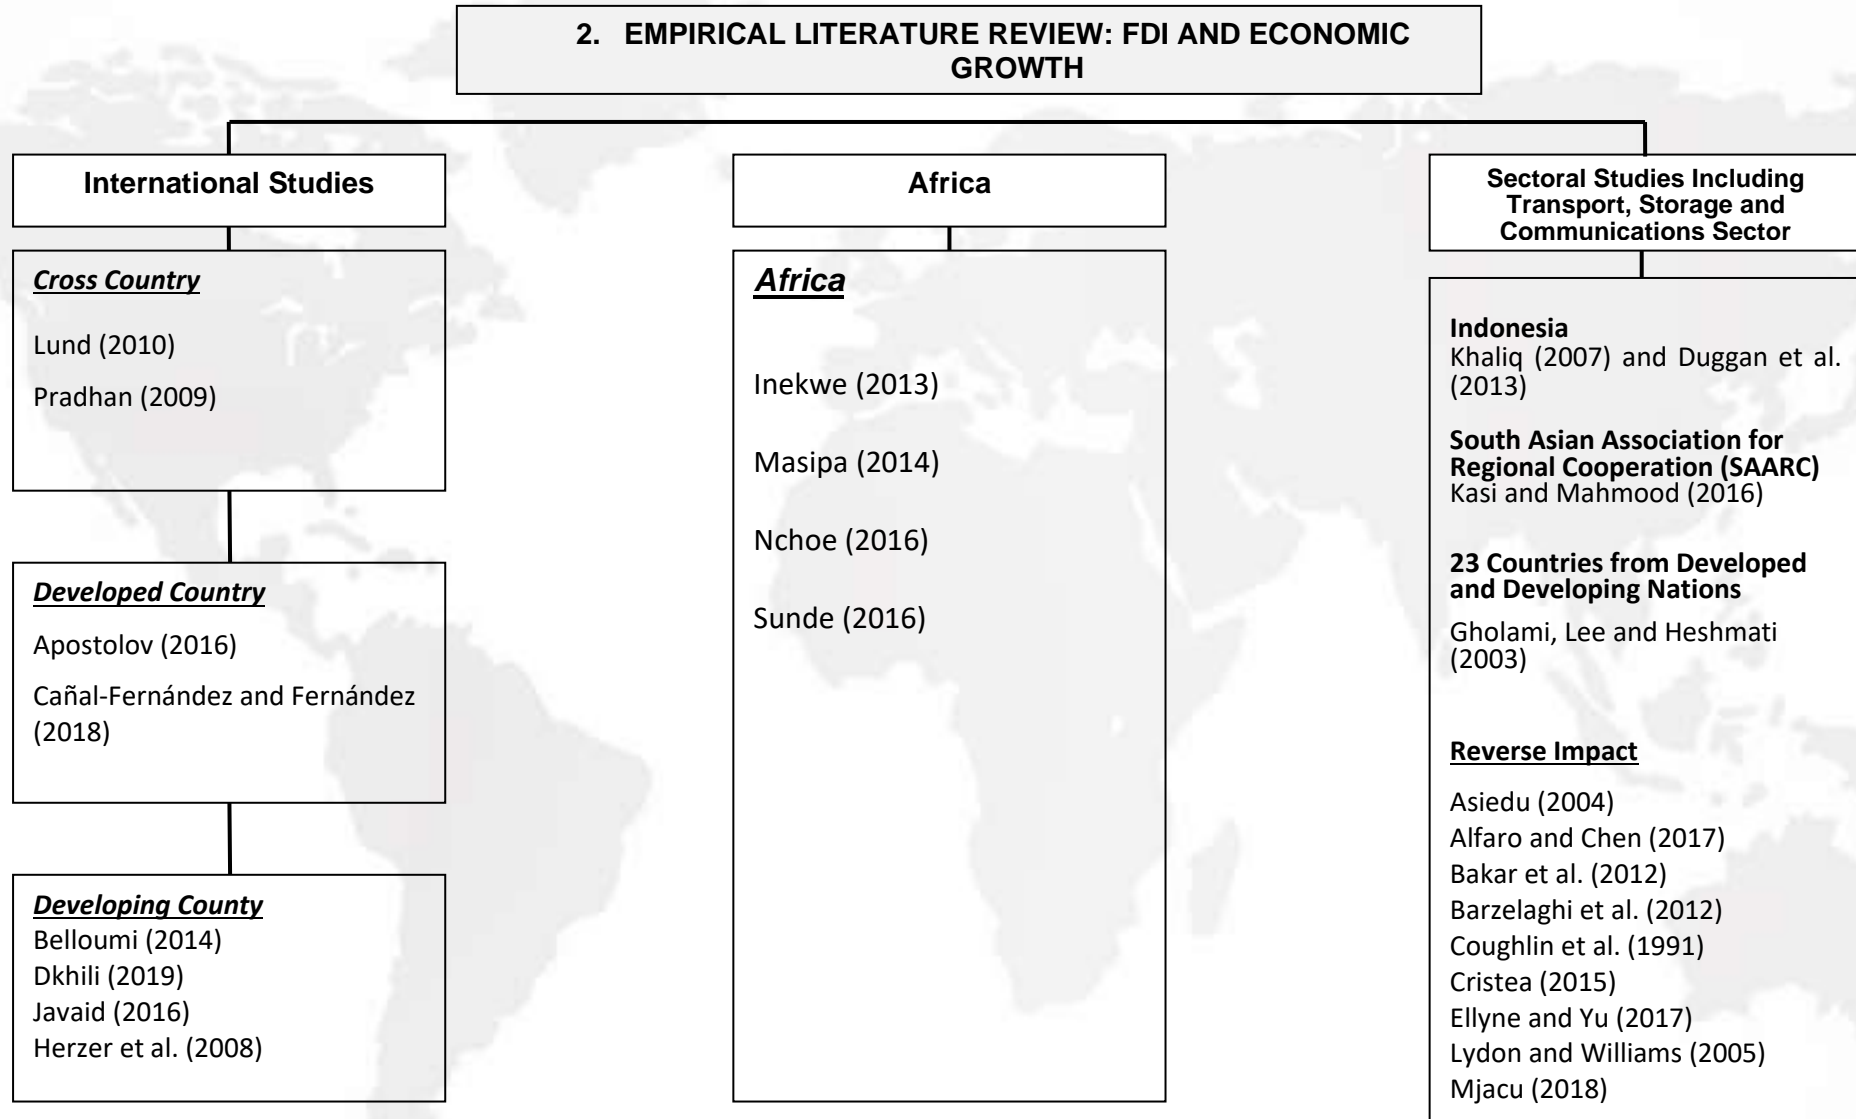 2. EMPIRICAL LITERATURE REVIEW: FDI AND ECONOMIC
GROWTH
International Studies
Cross Country
Lund (2010)
Pradhan (2009)
Developed Country
Apostolov (2016)
Cañal-Fernández and Fernández
(2018)
Developing County
Belloumi (2014)
Dkhili (2019)
Javaid (2016)
Herzer et al. (2008)
Africa
Africa
Inekwe (2013)
Masipa (2014)
Nchoe (2016)
Sunde (2016)
Sectoral Studies Including
Transport, Storage and
Communications Sector
Indonesia
Khaliq (2007) and Duggan et al.
(2013)
South Asian Association for
Regional Cooperation (SAARC)
Kasi and Mahmood (2016)
23 Countries from Developed
and Developing Nations
Gholami, Lee and Heshmati
(2003)
Reverse Impact
Asiedu (2004)
Alfaro and Chen (2017)
Bakar et al. (2012)
Barzelaghi et al. (2012)
Coughlin et al. (1991)
Cristea (2015)
Ellyne and Yu (2017)
Lydon and Williams (2005)
Mjacu (2018)